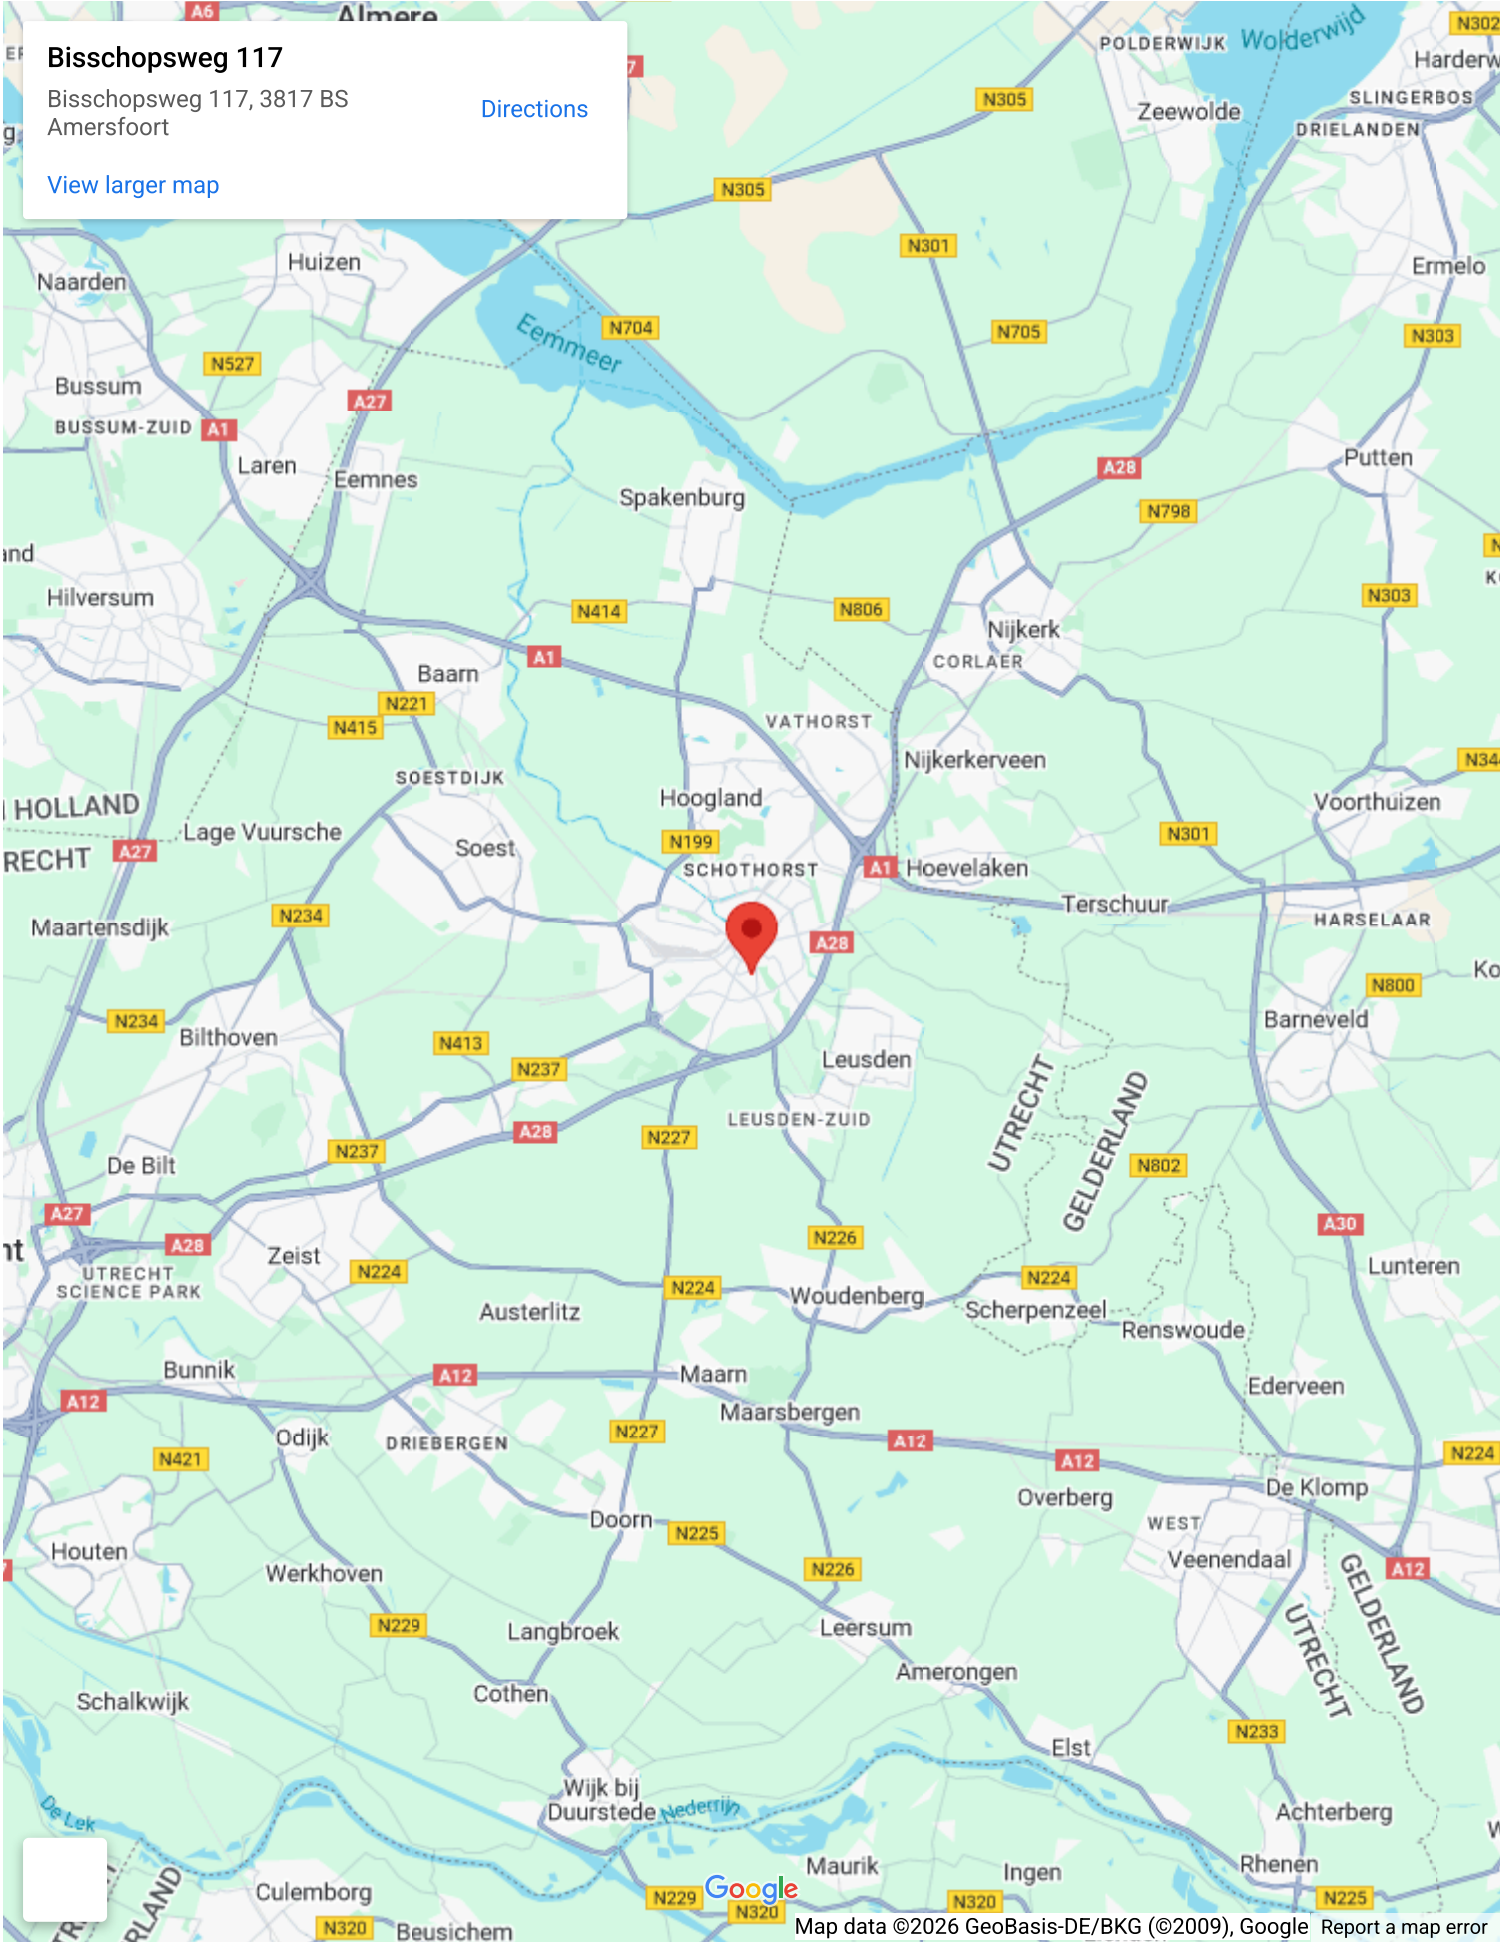 A6
Almere
Bisschopsweg 117
Bisschopsweg 117, 3817 BS
Amersfoort
Directions
View larger map
N302
POLDERWIJK
Wolderwijd
Harderw
SLINGERBOS
N305
Zeewolde
DRIELANDEN
N305
N301
Huizen
Naarden
Ermelo
Eemmeer
N704
N705
N303
N527
Bussum
A27
BUSSUM-ZUID
A1
Laren
Eemnes
Putten
A28
Spakenburg
N798
and
Hilversum
N414
N806
N303
Nijkerk
A1
CORLAER
Baarn
N221
N415
VATHORST
Nijkerkerveen
N344
SOESTDIJK
Hoogland
Voorthuizen
HOLLAND
Lage Vuursche
N199
N301
Soest
RECHT
A27
SCHOTHORST
A1
Hoevelaken
Terschuur
N234
HARSELAAR
Maartensdijk
A28
Ko
N800
N234
Bilthoven
N413
Barneveld
N237
Leusden
UTRECHT
GELDERLAND
LEUSDEN-ZUID
A28
N227
N237
De Bilt
N802
A27
A30
A28
Zeist
N226
UTRECHT
SCIENCE PARK
N224
N224
N224
Lunteren
Woudenberg
Austerlitz
Scherpenzeel
Renswoude
Bunnik
A12
Maarn
A12
Ederveen
Maarsbergen
N227
Odijk
DRIEBERGEN
A12
N421
A12
N224
De Klomp
Overberg
Doorn
N225
WEST
Houten
Veenendaal
Werkhoven
N226
A12
GELDERLAND
UTRECHT
N229
Langbroek
Leersum
Amerongen
Cothen
Schalkwijk
N233
Elst
Wijk bij
Duurstede
Nederrijn
De Lek
Achterberg
Maurik
Ingen
Rhenen
Culemborg
N229
Google
N320
N225
N320
N320
Beusichem
RLAND
Map data ©2026 GeoBasis-DE/BKG (©2009), Google
Report a map error